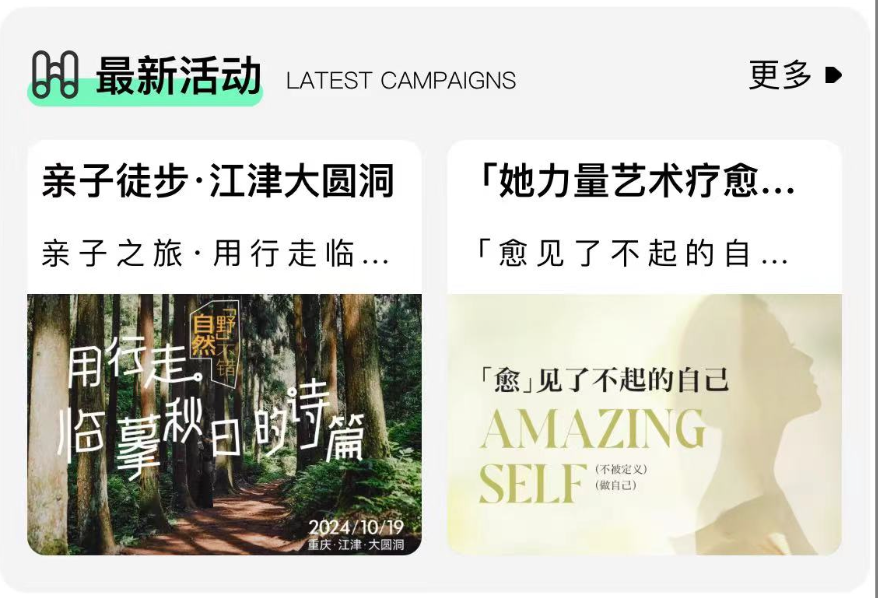 最新活动 LATEST CAMPAIGNS 更多
亲子徒步·江津大圆洞
亲子之旅·用行走临...
「野」不错
自然
用行走。
临摹秋日的诗篇
2024/10/19
重庆·江津·大圆洞
「她力量艺术疗愈...
「愈见了不起的自...
「愈」见了不起的自己
AMAZING
SELF
(不被定义)
(做自己)